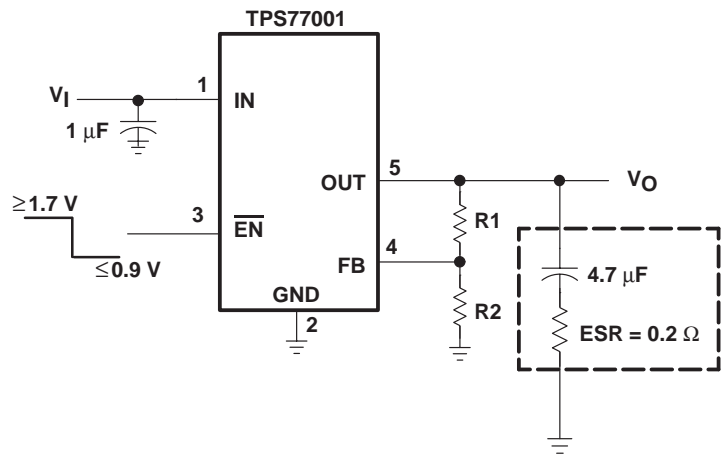 TPS77001
1
V_I
IN
1 μF
5
OUT
V_O
≥1.7 V
3
R1
E̅N̅
4
FB
4.7 μF
≤0.9 V
GND
R2
2
ESR = 0.2 Ω